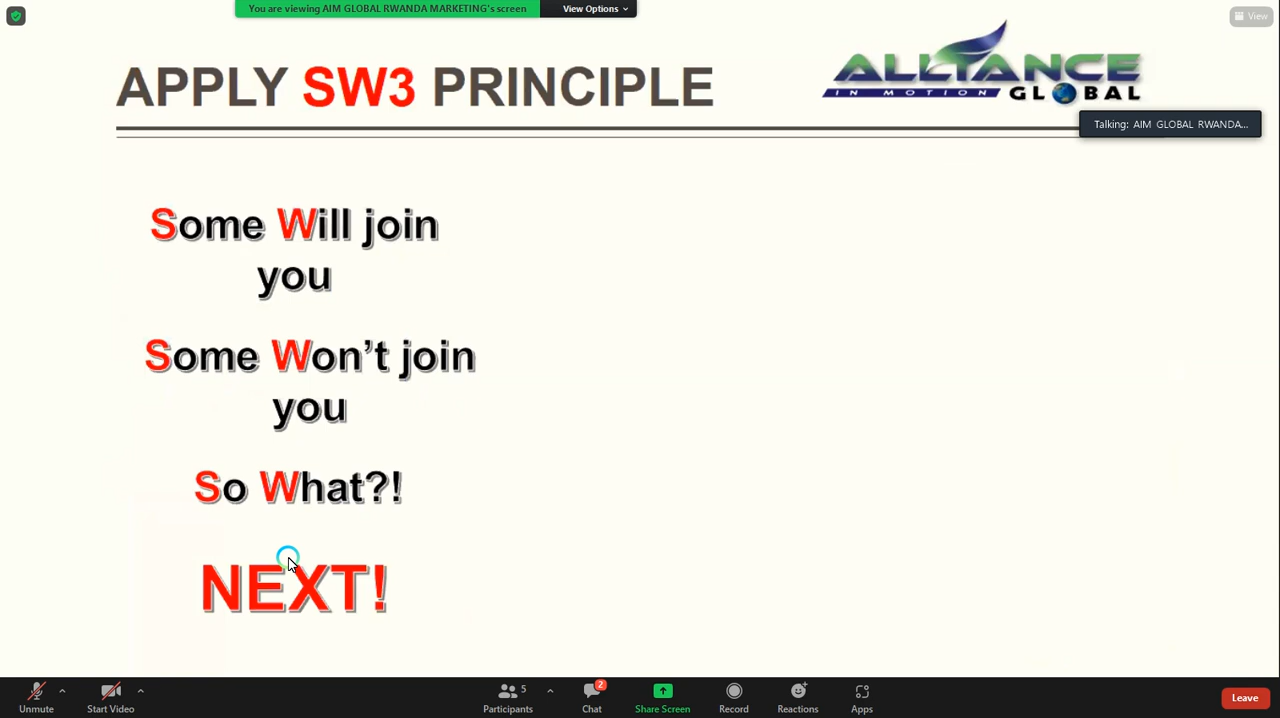 You are viewing AIM GLOBAL RWANDA MARKETING's screen
View Options
View
APPLY SW3 PRINCIPLE
ALLIANCE
IN MOTION GLOBAL
Talking: AIM GLOBAL RWANDA...
Some Will join
you
Some Won't join
you
So What?!
NEXT!
Unmute
Start Video
Participants
5
Chat
2
Share Screen
Record
Reactions
Apps
Leave